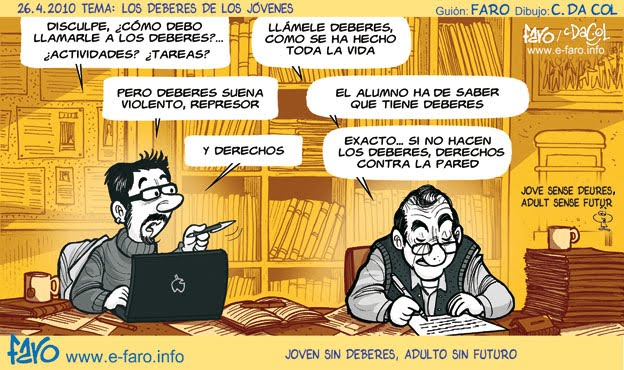 26.4.2010 TEMA: LOS DEBERES DE LOS JÓVENES
Guión: FARO Dibujo: C. DA COL
DISCULPE, ¿CÓMO DEBO
LLAMARLE A LOS DEBERES?...
¿ACTIVIDADES? ¿TAREAS?
LLÁMELE DEBERES,
COMO SE HA HECHO
TODA LA VIDA
FARO / C. DA COL
www.e-faro.info
PERO DEBERES SUENA
VIOLENTO, REPRESOR
EL ALUMNO HA DE SABER
QUE TIENE DEBERES
Y DERECHOS
EXACTO... SI NO HACEN
LOS DEBERES, DERECHOS
CONTRA LA PARED
JOVE SENSE DEURES,
ADULT SENSE FUTUR
FARO www.e-faro.info
JOVEN SIN DEBERES, ADULTO SIN FUTURO